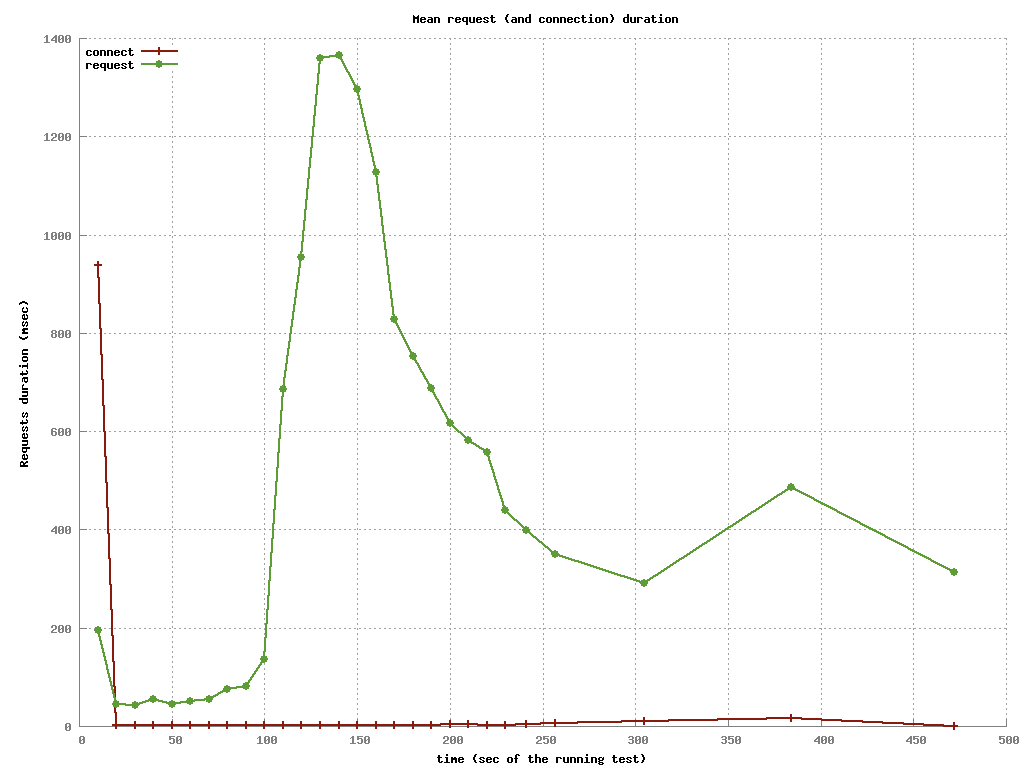 Mean request (and connection) duration
1400
connect
request
1200
1000
800
600
400
200
0
Requests duration (msec)
0 50 100 150 200 250 300 350 400 450 500
time (sec of the running test)